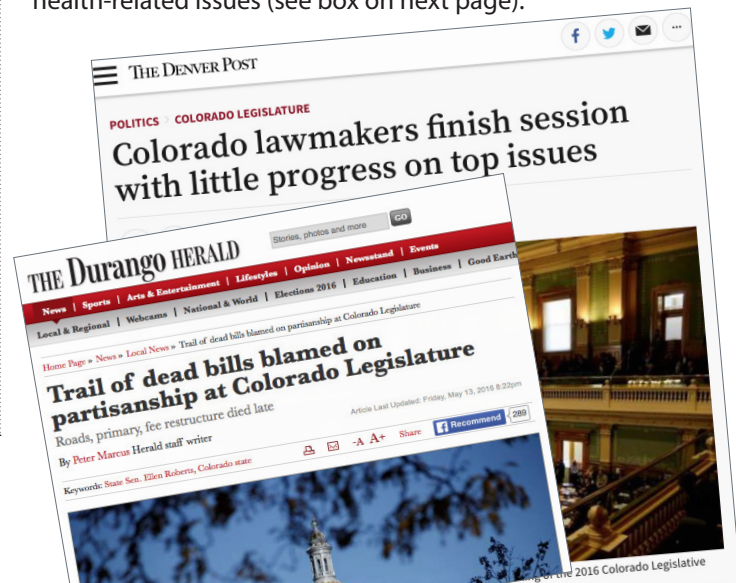 health-related issues (see box on next page).
THE DENVER POST
POLITICS COLORADO LEGISLATURE
Colorado lawmakers finish session
with little progress on top issues
THE Durango HERALD
Stories, photos and more GO
News | Sports | Arts & Entertainment | Lifestyles | Opinion | Newsstand | Events
Local & Regional | Webcams | National & World | Elections 2016 | Education | Business | Good Earth
Home Page » News » Local News » Trail of dead bills blamed on partisanship at Colorado Legislature
Trail of dead bills blamed on
partisanship at Colorado Legislature
Roads, primary, fee restructure died late
Article Last Updated: Friday, May 13, 2016 8:22pm
By Peter Marcus Herald staff writer
-A A+ Share Recommend 289
Keywords: State Sen. Ellen Roberts, Colorado state
of the 2016 Colorado Legislative